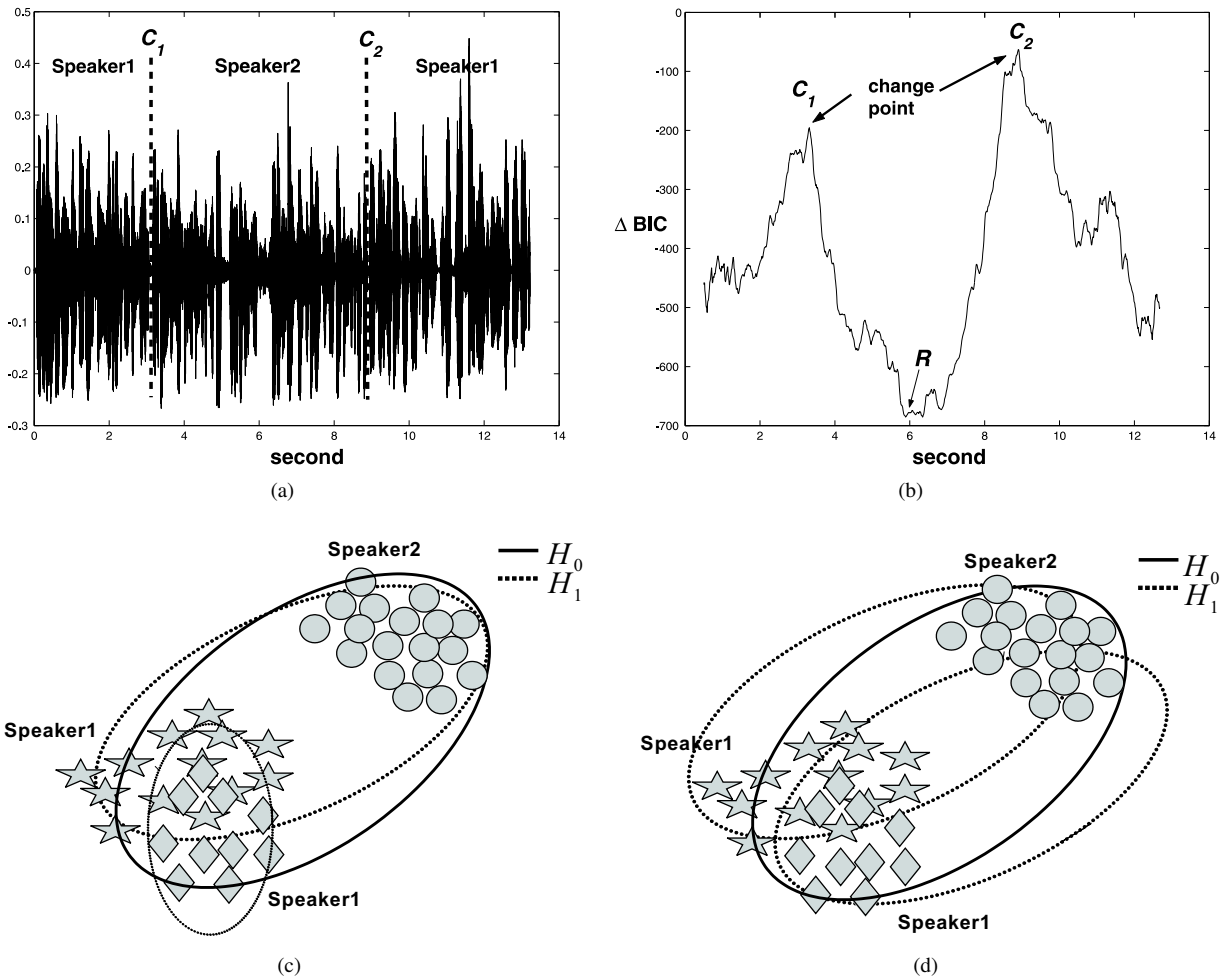 C1
C2
Speaker1
Speaker2
Speaker1
0.5
0.4
0.3
0.2
0.1
0
-0.1
-0.2
-0.3
0 2 4 6 8 10 12 14
second
(a)
C2
C1
change
point
R
Δ BIC
0
-100
-200
-300
-400
-500
-600
-700
0 2 4 6 8 10 12 14
second
(b)
Speaker2
H0
H1
Speaker1
Speaker1
(c)
Speaker2
H0
H1
Speaker1
Speaker1
(d)